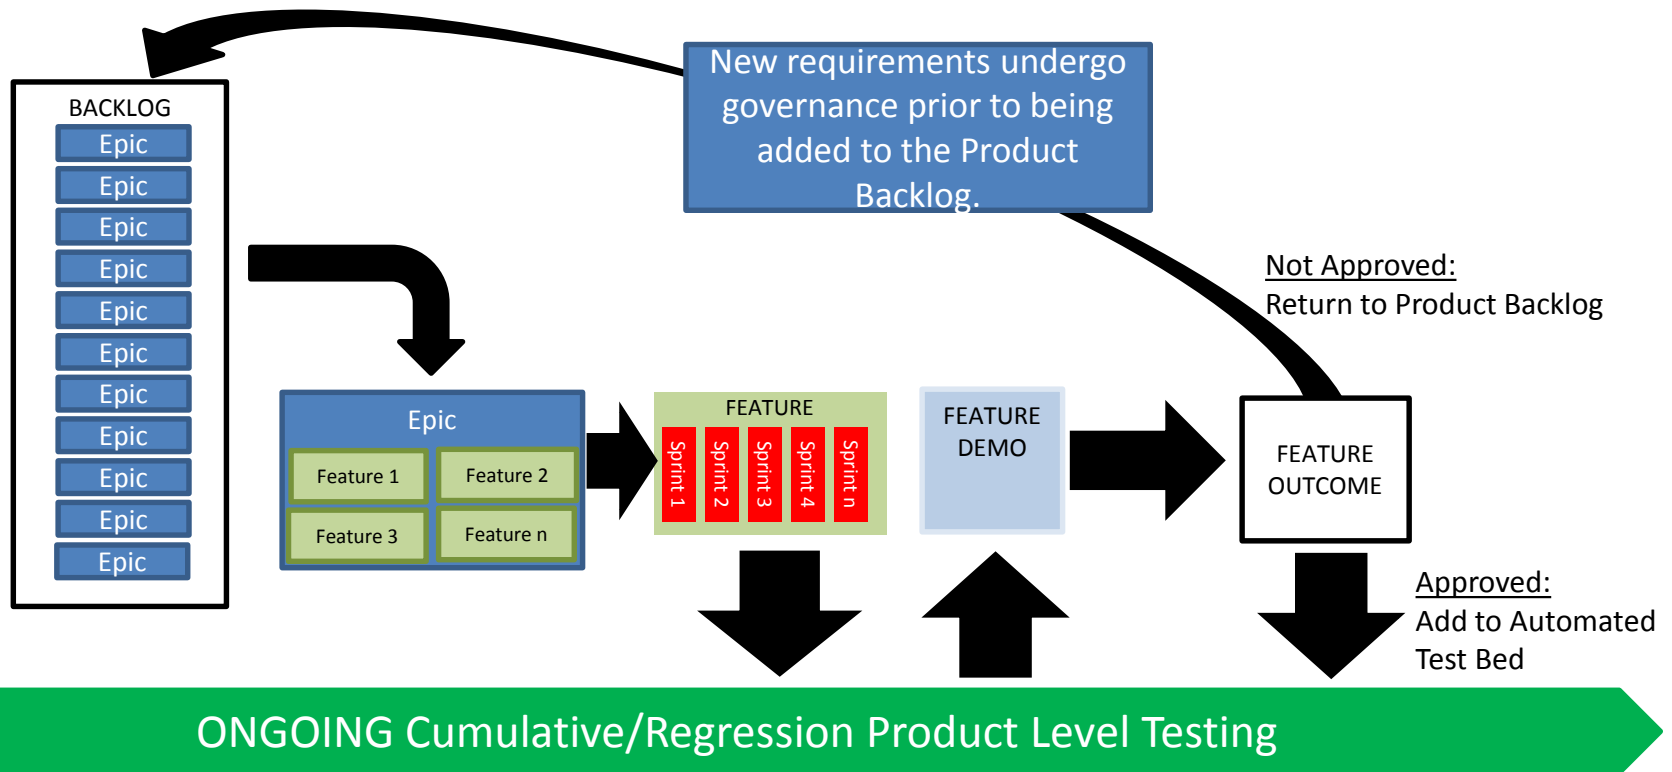 New requirements undergo
governance prior to being
added to the Product
Backlog.
BACKLOG
Epic
Epic
Epic
Epic
Epic
Epic
Epic
Epic
Epic
Epic
Epic
Not Approved:
Return to Product Backlog
Epic
Feature 1
Feature 2
Feature 3
Feature n
FEATURE
Sprint 1
Sprint 2
Sprint 3
Sprint 4
Sprint n
FEATURE
DEMO
FEATURE
OUTCOME
Approved:
Add to Automated
Test Bed
ONGOING Cumulative/Regression Product Level Testing